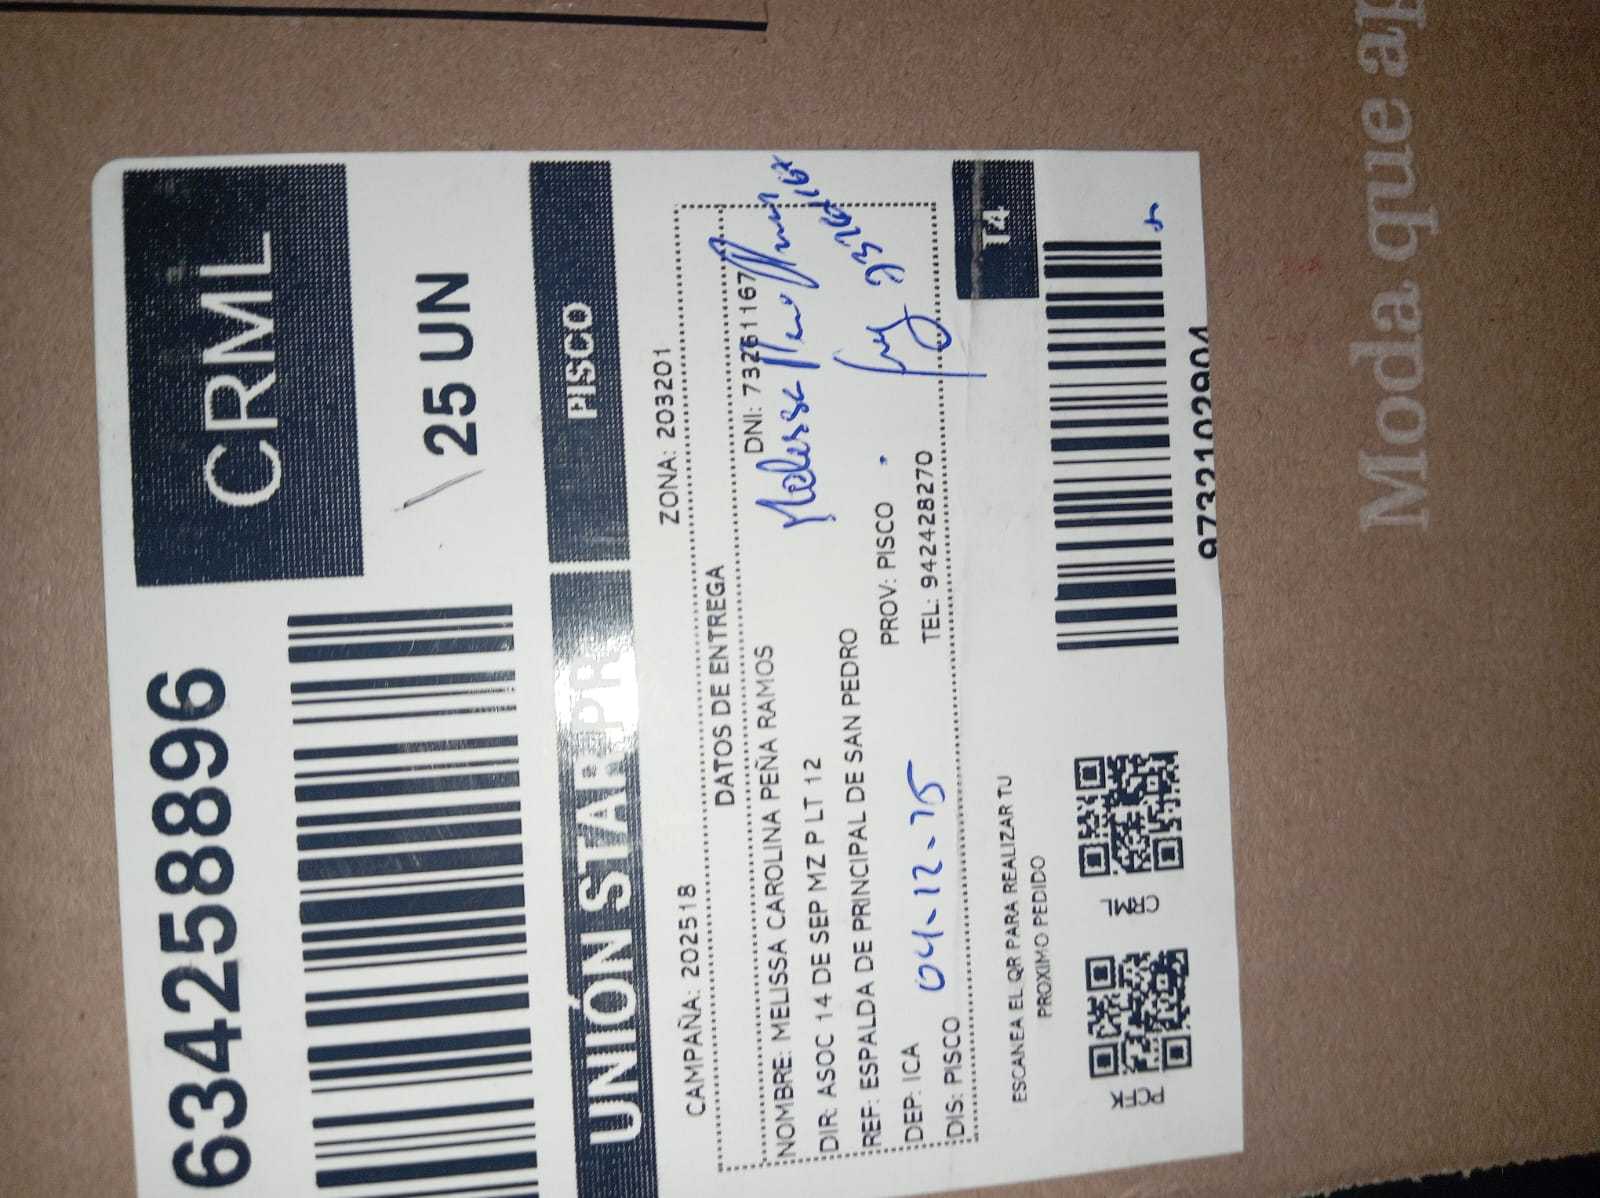 634258896
CRML
25 UN
UNIÓN STAR PR
PISCO
CAMPAÑA: 202518
ZONA: 203201
DATOS DE ENTREGA
NOMBRE: MELISSA CAROLINA PEÑA RAMOS
DNI: 73261167
DIR: ASOC 14 DE SEP MZ P LT 12
Melissa
REF: ESPALDA DE PRINCIPAL DE SAN PEDRO
DEP: ICA
PROV: PISCO
04-12-25
DIS: PISCO
TEL: 942428270
T4
ESCANEA EL QR PARA REALIZAR TU
PROXIMO PEDIDO
9732102904
Moda que